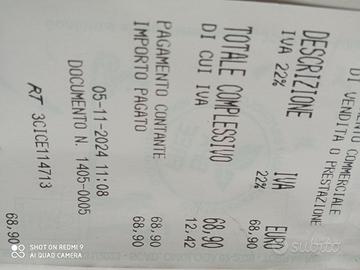 DI VENDITA O PRESTAZIONE
DESCRIZIONE IVA EURO
IVA 22% 22% 68,90
TOTALE COMPLESSIVO 68,90
DI CUI IVA 12,42
PAGAMENTO CONTANTE 68,90
IMPORTO PAGATO 68,90
05-11-2024 11:08
DOCUMENTO N. 1405-0005
RT 3CICE114713
68,90
SHOT ON REDMI 9
AI QUAD CAMERA
subito